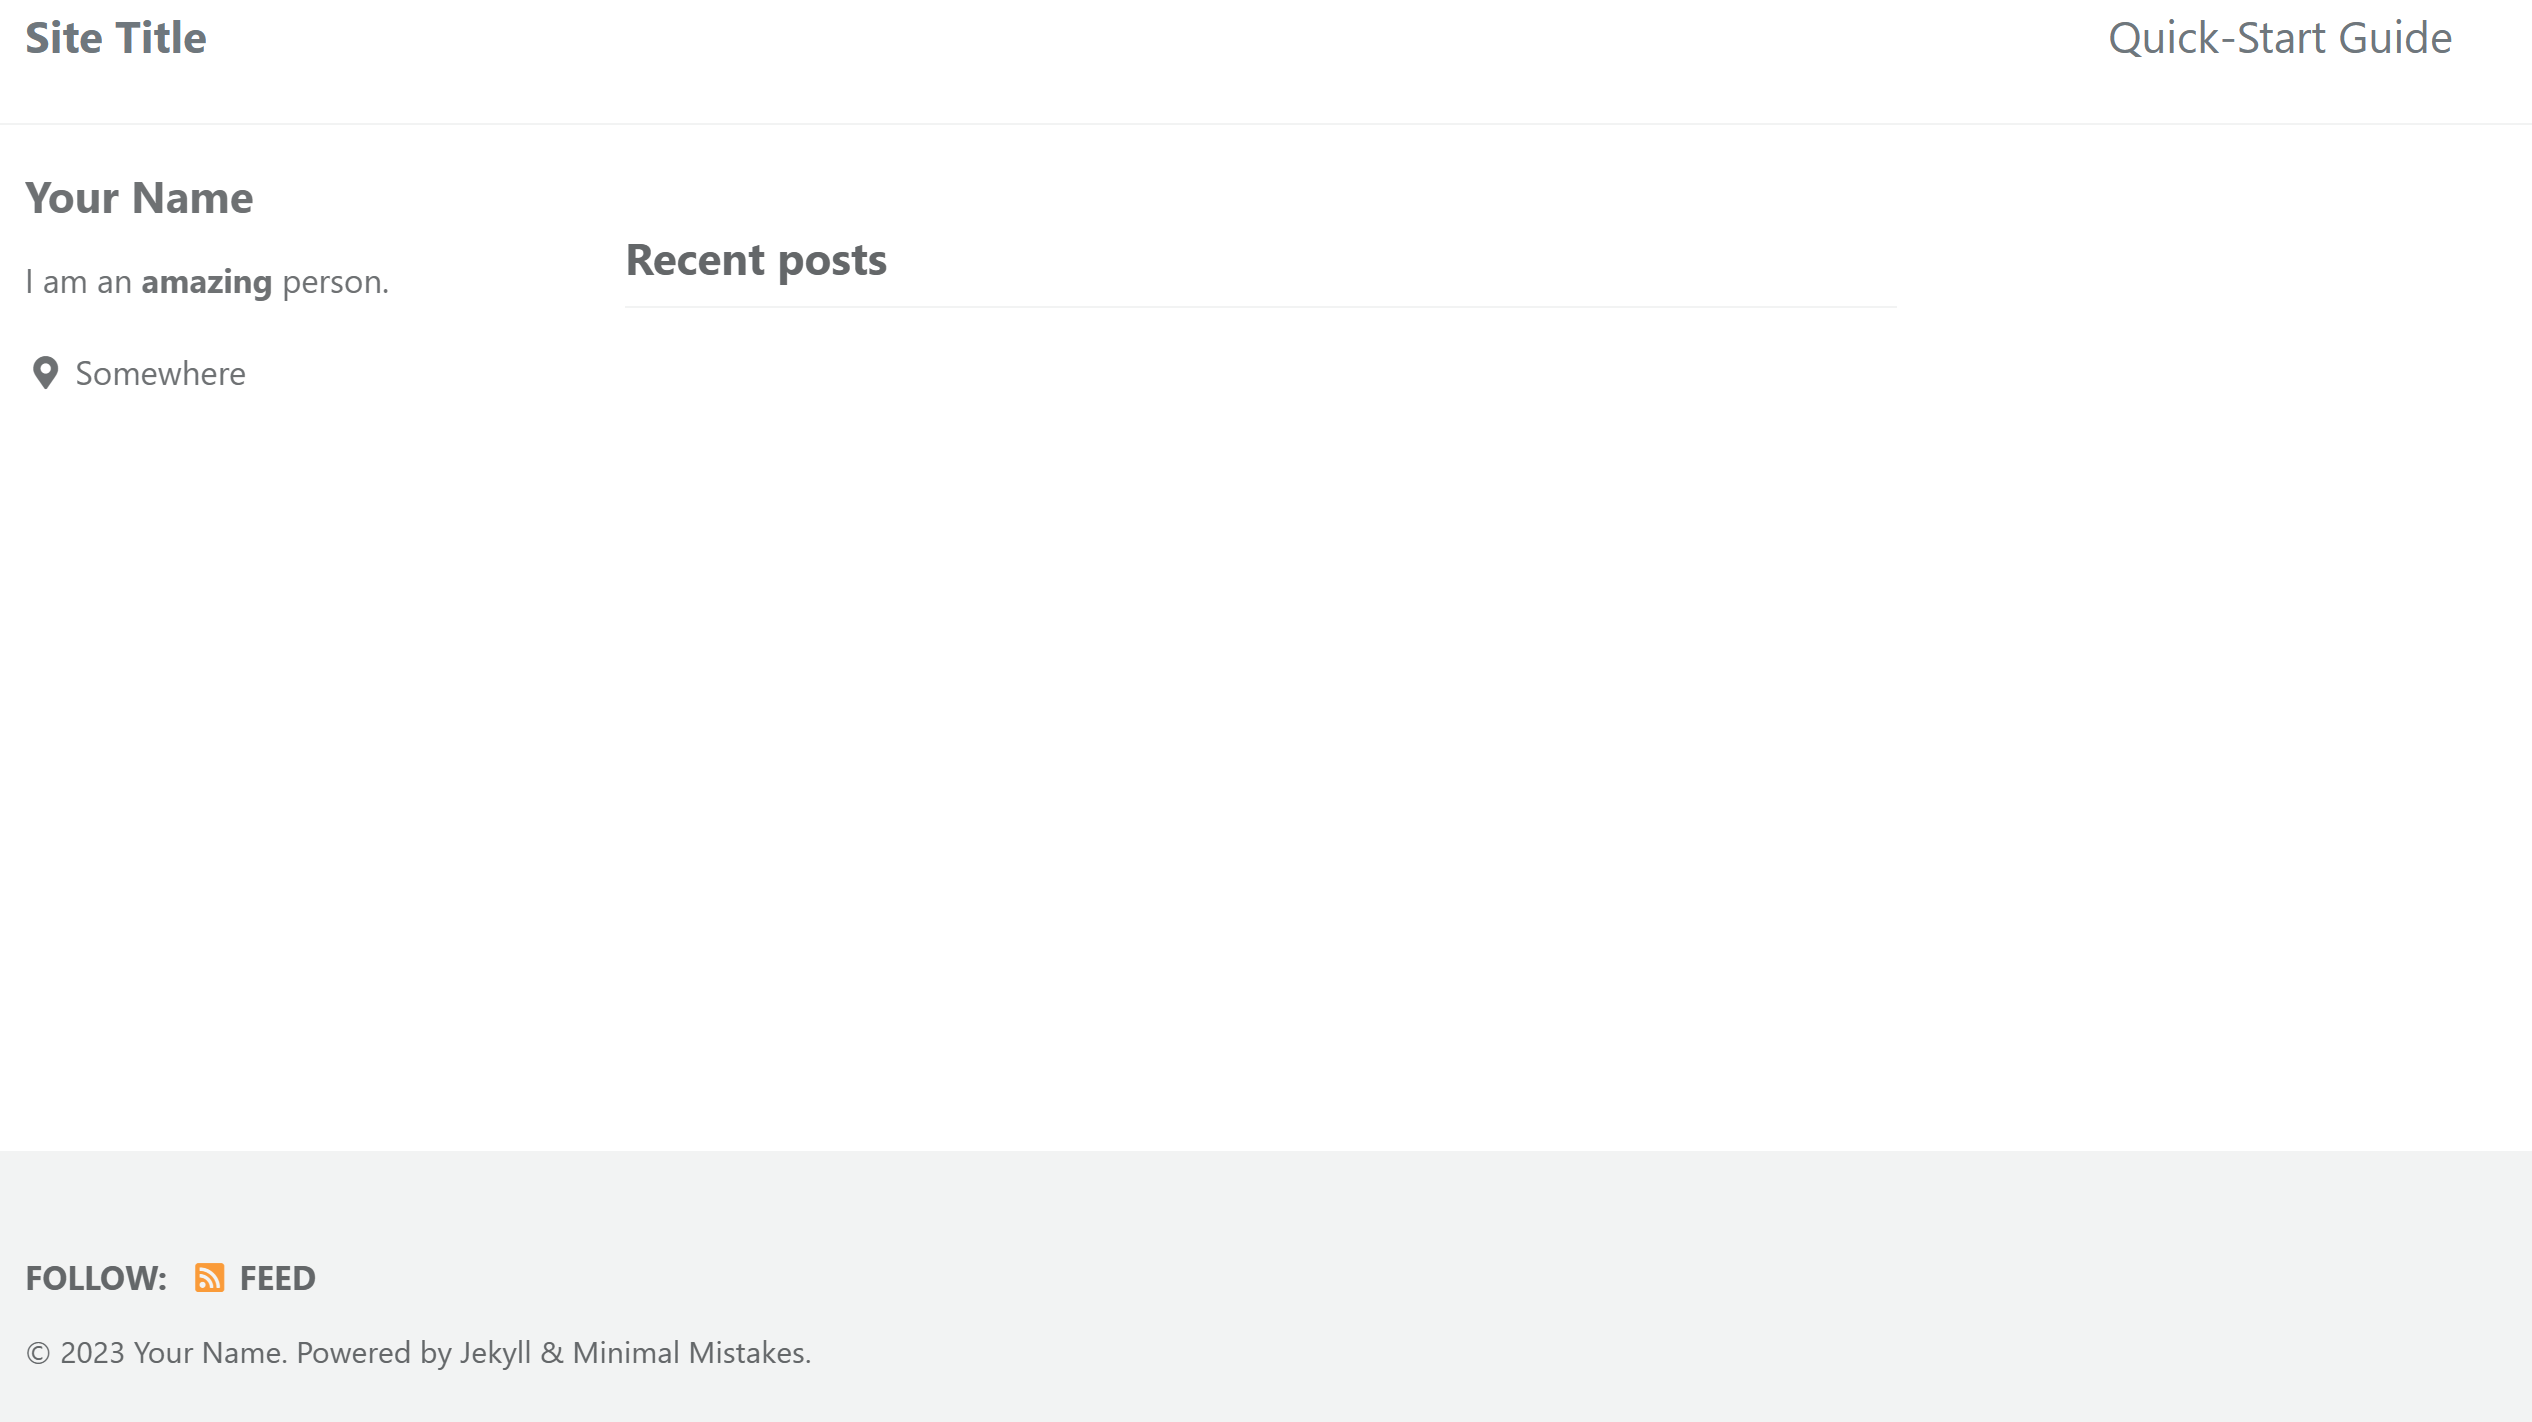 Site Title
Quick-Start Guide
Your Name
I am an amazing person.
Somewhere
Recent posts
FOLLOW: FEED
© 2023 Your Name. Powered by Jekyll & Minimal Mistakes.